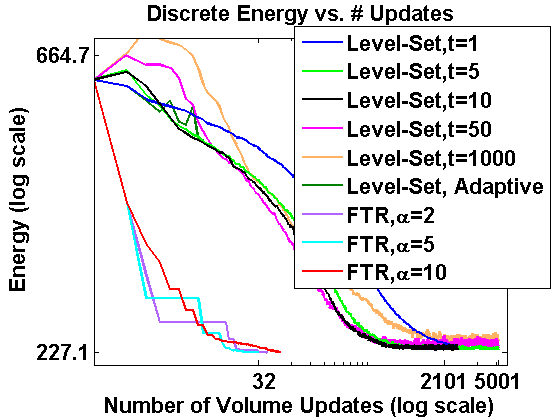 Discrete Energy vs. # Updates
664.7
227.1
Energy (log scale)
Level-Set,t=1
Level-Set,t=5
Level-Set,t=10
Level-Set,t=50
Level-Set,t=1000
Level-Set, Adaptive
FTR,α=2
FTR,α=5
FTR,α=10
32
2101 5001
Number of Volume Updates (log scale)